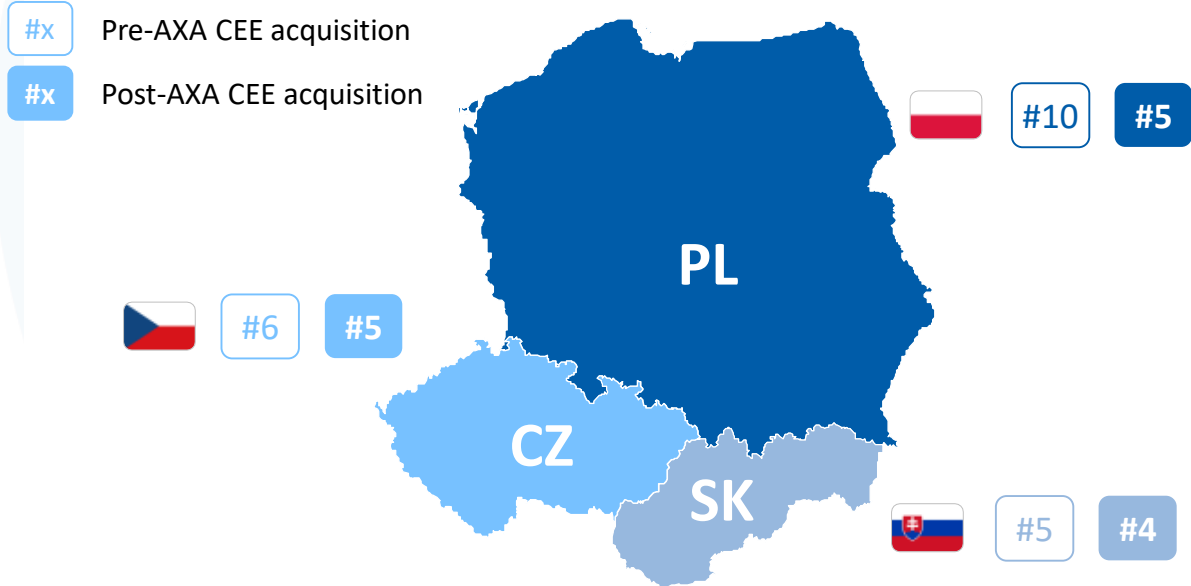 #x Pre-AXA CEE acquisition
#x Post-AXA CEE acquisition
#10 #5
PL
#6 #5
CZ
SK
#5 #4